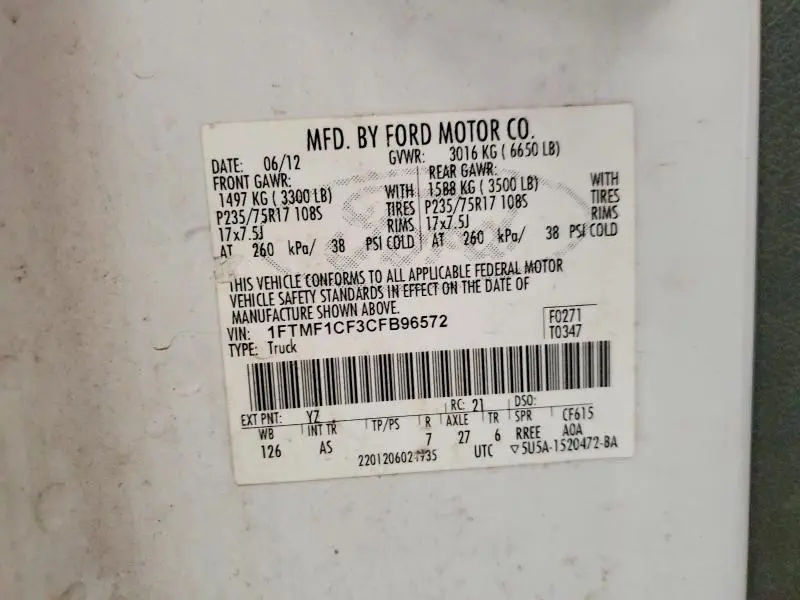 MFD. BY FORD MOTOR CO.
DATE: 06/12 GVWR: 3016 KG ( 6650 LB)
FRONT GAWR: REAR GAWR:
1497 KG ( 3300 LB) WITH 1588 KG ( 3500 LB) WITH
P235/75R17 108S TIRES P235/75R17 108S TIRES
17x7.5J RIMS 17x7.5J RIMS
AT 260 kPa/ 38 PSI COLD AT 260 kPa/ 38 PSI COLD
THIS VEHICLE CONFORMS TO ALL APPLICABLE FEDERAL MOTOR
VEHICLE SAFETY STANDARDS IN EFFECT ON THE DATE OF
MANUFACTURE SHOWN ABOVE.
VIN: 1FTMF1CF3CFB96572 F0271
TYPE: Truck T0347
EXT PNT: YZ RC: 21 DSO:
WB INT TR TP/PS R AXLE TR SPR CF615
126 AS 7 27 6 RREE AOA
UTC ▽5U5A-1520472-BA